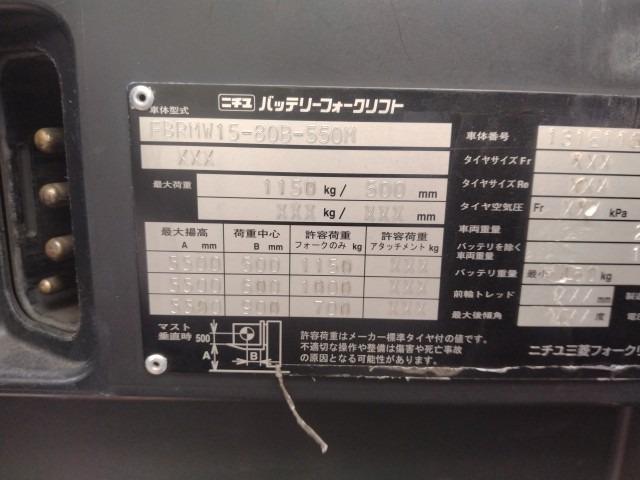 ニチユ バッテリーフォークリフト
車体型式 FBRMW15-80B-550M
V XXX
最大荷重 1150 kg / 500 mm
XXX kg / XXX mm
最大揚高 A mm 荷重中心 B mm 許容荷重 フォークのみ kg 許容荷重 アタッチメント kg
5500 500 1150 XXX
5500 600 1000 XXX
5500 900 700 XXX
マスト垂直時 500 A B
許容荷重はメーカー標準タイヤ付の値です。
不適切な操作や整備は傷害や死亡事故
の原因となる可能性があります。
車体番号
タイヤサイズ Fr XXX
タイヤサイズ Re XXX
タイヤ空気圧 Fr XX kPa
車両重量
バッテリを除く
車両重量
バッテリ重量 最小 kg
前輪トレッド XXX mm
最大後傾角 度
ニチユ三菱フォークリ